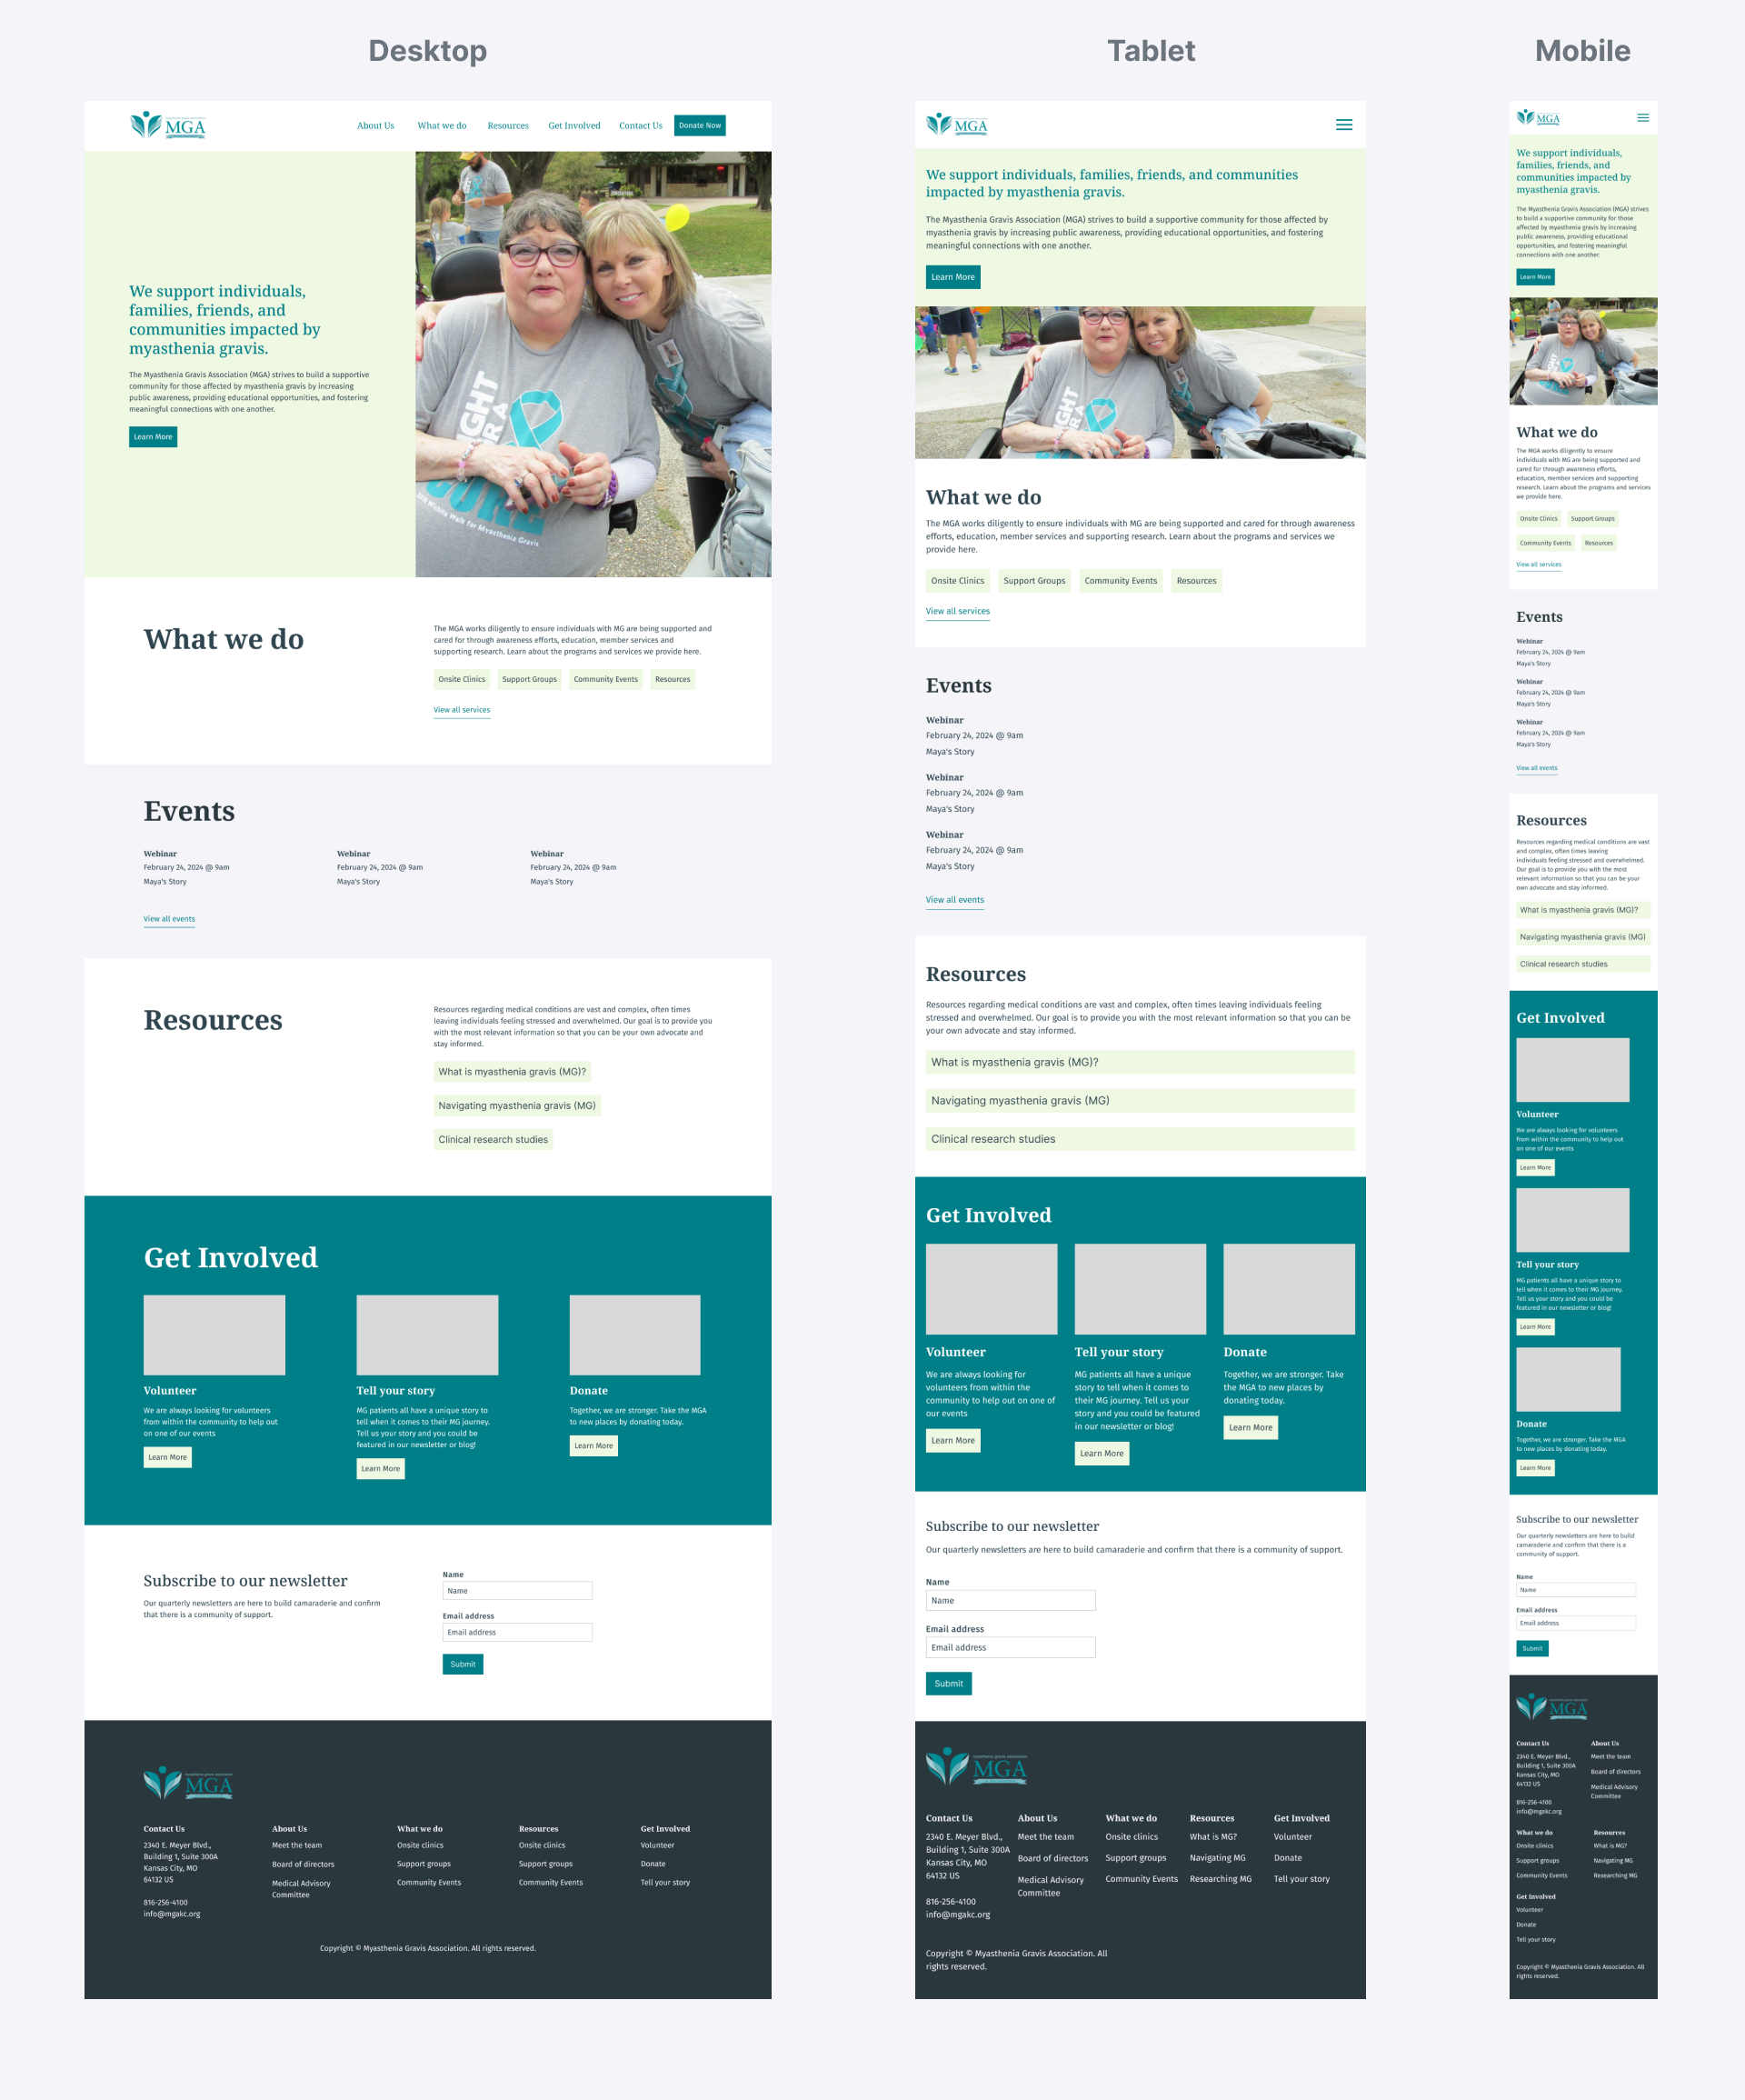 Desktop
MGA
About Us
What we do
Resources
Get Involved
Contact Us
Donate Now
We support individuals,
families, friends, and
communities impacted by
myasthenia gravis.
The Myasthenia Gravis Association (MGA) strives to build a supportive
community for those affected by myasthenia gravis by increasing
public awareness, providing educational opportunities, and fostering
meaningful connections with one another.
Learn More
What we do
The MGA works diligently to ensure individuals with MG are being supported and
cared for through awareness efforts, education, member services and
supporting research. Learn about the programs and services we provide here.
Onsite Clinics
Support Groups
Community Events
Resources
View all services
Events
Webinar
February 24, 2024 @ 9am
Maya's Story
Webinar
February 24, 2024 @ 9am
Maya's Story
Webinar
February 24, 2024 @ 9am
Maya's Story
View all events
Resources
Resources regarding medical conditions are vast and complex, often times
leaving individuals feeling stressed and overwhelmed. Our goal is to provide you
with the most relevant information so that you can be your own advocate and
stay informed.
What is myasthenia gravis (MG)?
Navigating myasthenia gravis (MG)
Clinical research studies
Get Involved
Volunteer
We are always looking for volunteers
from within the community to help out
on one of our events
Learn More
Tell your story
MG patients all have a unique story to
tell when it comes to their MG journey.
Tell us your story and you could be
featured in our newsletter or blog!
Learn More
Donate
Together, we are stronger. Take the MGA
to new places by donating today.
Learn More
Subscribe to our newsletter
Our quarterly newsletters are here to build camaraderie and confirm
that there is a community of support.
Name
Name
Email address
Email address
Submit
myasthenia gravis association
MGA
Contact Us
2340 E. Meyer Blvd.,
Building 1, Suite 300A
Kansas City, MO
64132 US
816-256-4100
info@mgakc.org
About Us
Meet the team
Board of directors
Medical Advisory
Committee
What we do
Onsite clinics
Support groups
Community Events
Resources
Onsite clinics
Support groups
Community Events
Get Involved
Volunteer
Donate
Tell your story
Copyright © Myasthenia Gravis Association. All rights reserved.
Tablet
MGA
We support individuals, families, friends, and communities
impacted by myasthenia gravis.
The Myasthenia Gravis Association (MGA) strives to build a supportive community for those affected by
myasthenia gravis by increasing public awareness, providing educational opportunities, and fostering
meaningful connections with one another.
Learn More
What we do
The MGA works diligently to ensure individuals with MG are being supported and cared for through awareness
efforts, education, member services and supporting research. Learn about the programs and services we
provide here.
Onsite Clinics
Support Groups
Community Events
Resources
View all services
Events
Webinar
February 24, 2024 @ 9am
Maya's Story
Webinar
February 24, 2024 @ 9am
Maya's Story
Webinar
February 24, 2024 @ 9am
Maya's Story
View all events
Resources
Resources regarding medical conditions are vast and complex, often times leaving individuals feeling
stressed and overwhelmed. Our goal is to provide you with the most relevant information so that you can be
your own advocate and stay informed.
What is myasthenia gravis (MG)?
Navigating myasthenia gravis (MG)
Clinical research studies
Get Involved
Volunteer
We are always looking for
volunteers from within the
community to help out on one of
our events
Learn More
Tell your story
MG patients all have a unique
story to tell when it comes to
their MG journey. Tell us your
story and you could be featured
in our newsletter or blog!
Learn More
Donate
Together, we are stronger. Take
the MGA to new places by
donating today.
Learn More
Subscribe to our newsletter
Our quarterly newsletters are here to build camaraderie and confirm that there is a community of support.
Name
Name
Email address
Email address
Submit
myasthenia gravis association
MGA
Contact Us
2340 E. Meyer Blvd.,
Building 1, Suite 300A
Kansas City, MO
64132 US
816-256-4100
info@mgakc.org
About Us
Meet the team
Board of directors
Medical Advisory
Committee
What we do
Onsite clinics
Support groups
Community Events
Resources
What is MG?
Navigating MG
Researching MG
Get Involved
Volunteer
Donate
Tell your story
Copyright © Myasthenia Gravis Association. All
rights reserved.
Mobile
MGA
We support individuals,
families, friends, and
communities impacted by
myasthenia gravis.
The Myasthenia Gravis Association (MGA) strives
to build a supportive community for those
affected by myasthenia gravis by increasing
public awareness, providing educational
opportunities, and fostering meaningful
connections with one another.
Learn More
What we do
The MGA works diligently to ensure
individuals with MG are being supported and
cared for through awareness efforts,
education, member services and supporting
research. Learn about the programs and services
we provide here.
Onsite Clinics
Support Groups
Community Events
Resources
View all services
Events
Webinar
February 24, 2024 @ 9am
Maya's Story
Webinar
February 24, 2024 @ 9am
Maya's Story
Webinar
February 24, 2024 @ 9am
Maya's Story
View all events
Resources
Resources regarding medical conditions are vast
and complex, often times leaving
individuals feeling stressed and overwhelmed.
Our goal is to provide you with the most
relevant information so that you can be your
own advocate and stay informed.
What is myasthenia gravis (MG)?
Navigating myasthenia gravis (MG)
Clinical research studies
Get Involved
Volunteer
We are always looking for volunteers
from within the community to help out
on one of our events
Learn More
Tell your story
MG patients all have a unique story to
tell when it comes to their MG journey.
Tell us your story and you could be
featured in our newsletter or blog!
Learn More
Donate
Together, we are stronger. Take the MGA
to new places by donating today.
Learn More
Subscribe to our newsletter
Our quarterly newsletters are here to build
camaraderie and confirm that there is a
community of support.
Name
Name
Email address
Email address
Submit
MGA
Contact Us
2340 E. Meyer Blvd.,
Building 1, Suite 300A
Kansas City, MO
64132 US
816-256-4100
info@mgakc.org
About Us
Meet the team
Board of directors
Medical Advisory
Committee
What we do
Onsite clinics
Support groups
Community Events
Resources
What is MG?
Navigating MG
Researching MG
Get Involved
Volunteer
Donate
Tell your story
Copyright © Myasthenia Gravis Association. All
rights reserved.